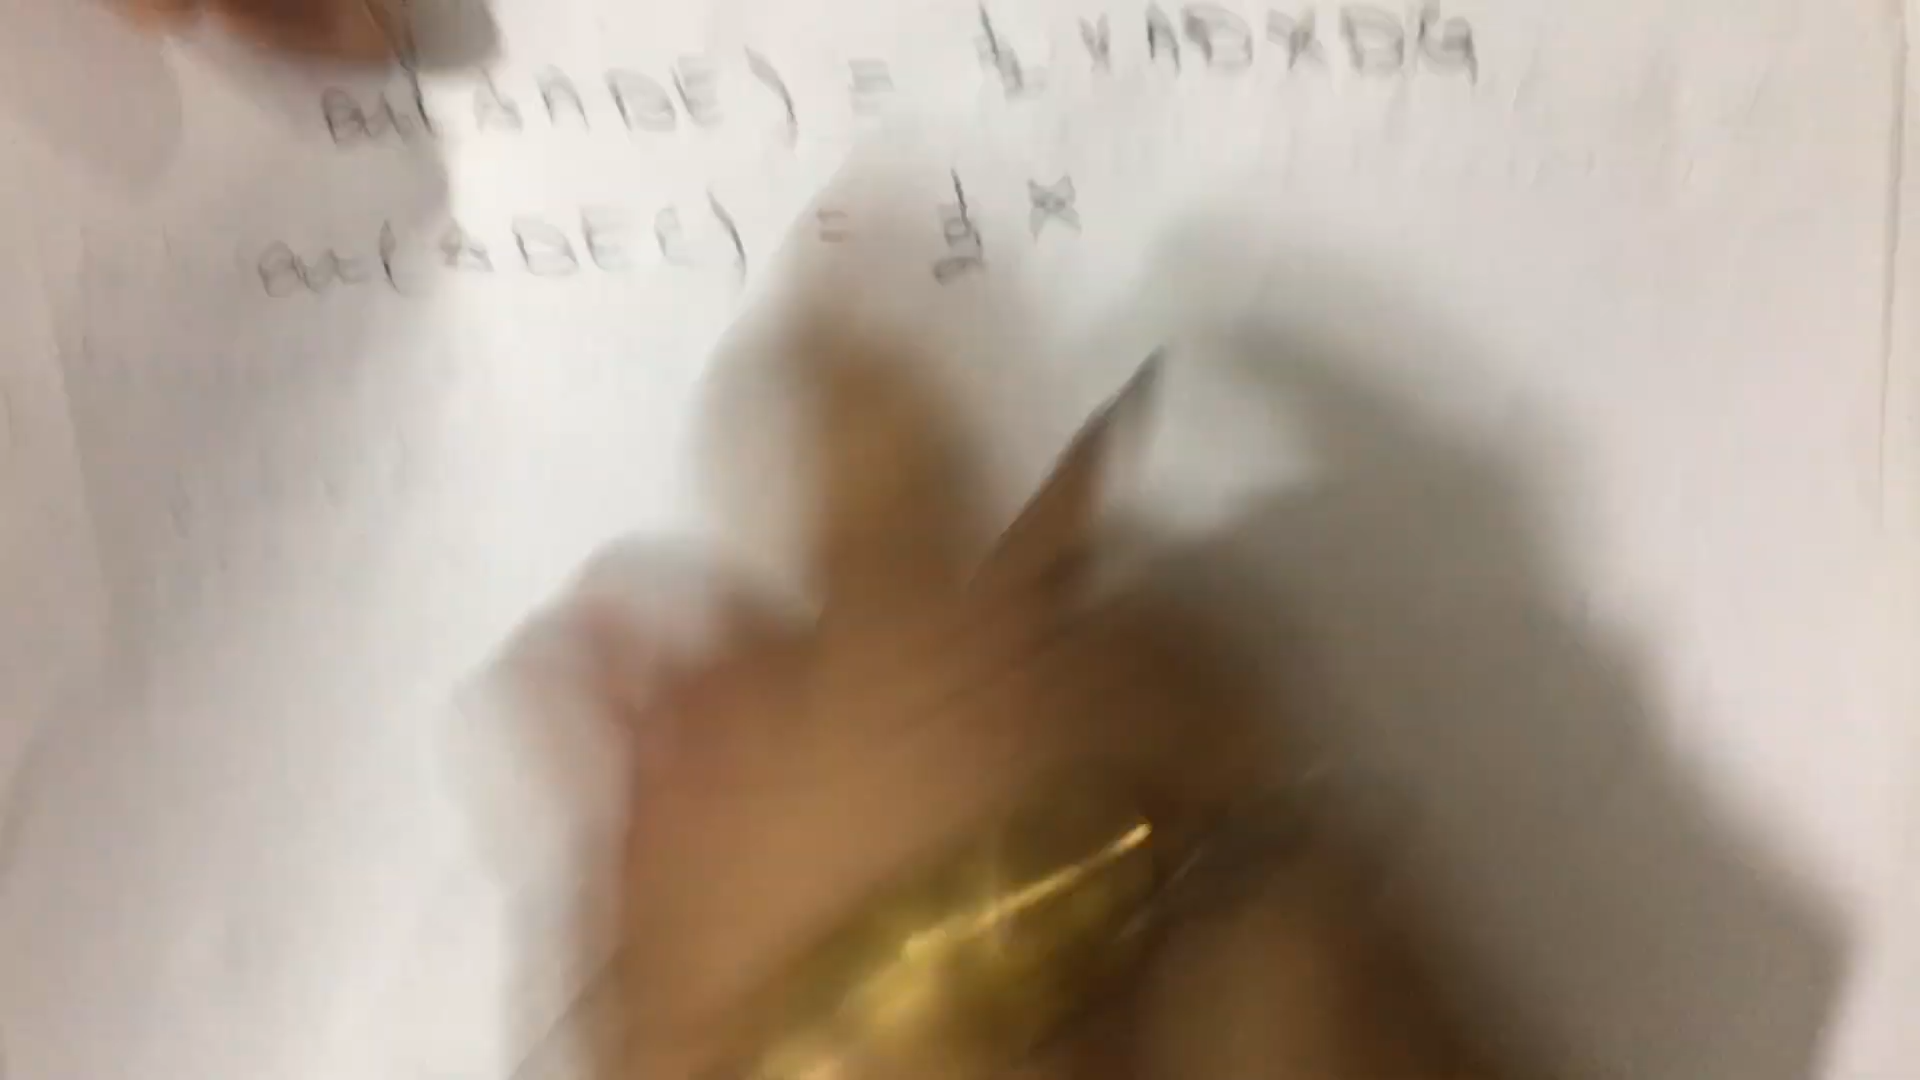 ar(ΔADE) = 1/2 × AD × DG
ar(ΔDEC) = 1/2 ×